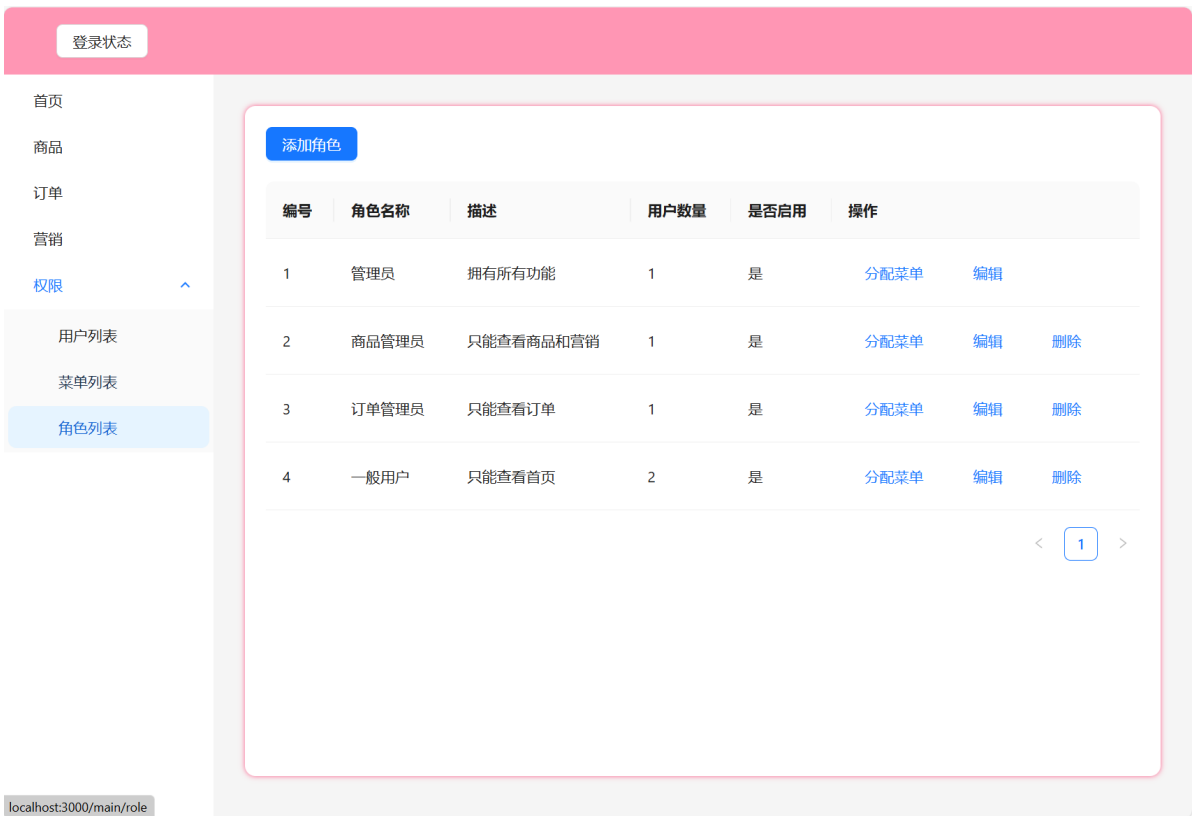 登录状态
首页
商品
订单
营销
权限
用户列表
菜单列表
角色列表
添加角色
编号 角色名称 描述 用户数量 是否启用 操作
1 管理员 拥有所有功能 1 是 分配菜单 编辑
2 商品管理员 只能查看商品和营销 1 是 分配菜单 编辑 删除
3 订单管理员 只能查看订单 1 是 分配菜单 编辑 删除
4 一般用户 只能查看首页 2 是 分配菜单 编辑 删除
1
localhost:3000/main/role